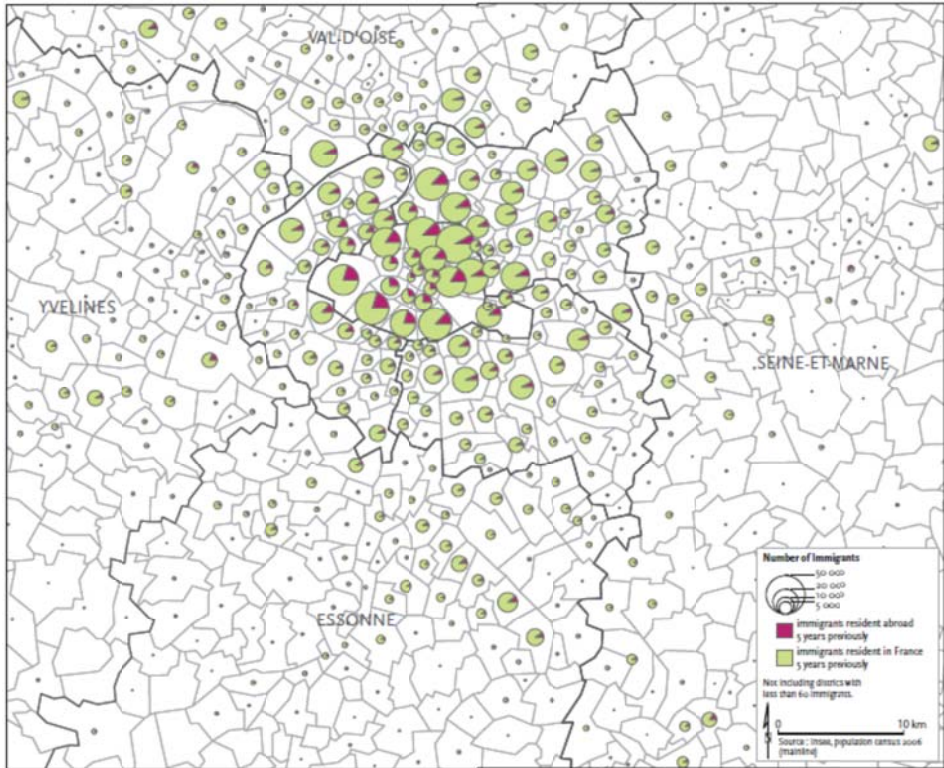 VAL-D'OISE
YVELINES
SEINE-ET-MARNE
ESSONNE
Number of Immigrants
50 000
20 000
10 000
5 000
immigrants resident abroad
5 years previously
immigrants resident in France
5 years previously
Not including districts with
less than 60 immigrants.
N
0 10 km
Source : Insee, population census 2006
(mainline)